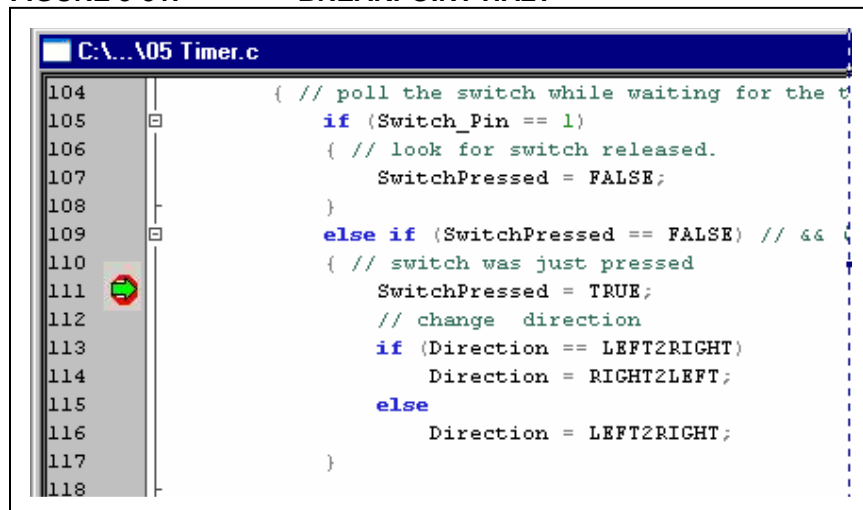 C:\...\05 Timer.c
104 { // poll the switch while waiting for the t
105 if (Switch_Pin == 1)
106 { // look for switch released.
107 SwitchPressed = FALSE;
108 }
109 else if (SwitchPressed == FALSE) // &&
110 { // switch was just pressed
111 SwitchPressed = TRUE;
112 // change direction
113 if (Direction == LEFT2RIGHT)
114 Direction = RIGHT2LEFT;
115 else
116 Direction = LEFT2RIGHT;
117 }
118